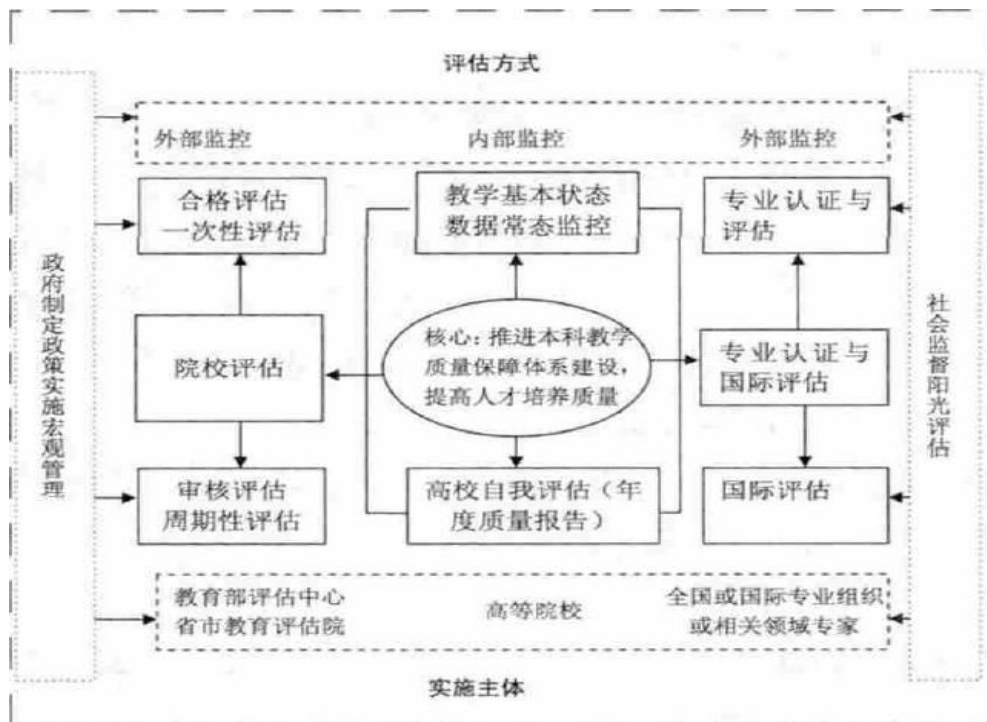 评估方式
外部监控
内部监控
外部监控
合格评估
一次性评估
教学基本状态
数据常态监控
专业认证与
评估
政府制定政策实施宏观管理
院校评估
核心：推进本科教学
质量保障体系建设，
提高人才培养质量
专业认证与
国际评估
社会监督阳光评估
审核评估
周期性评估
高校自我评估（年
度质量报告）
国际评估
教育部评估中心
省市教育评估院
高等院校
全国或国际专业组织
或相关领域专家
实施主体